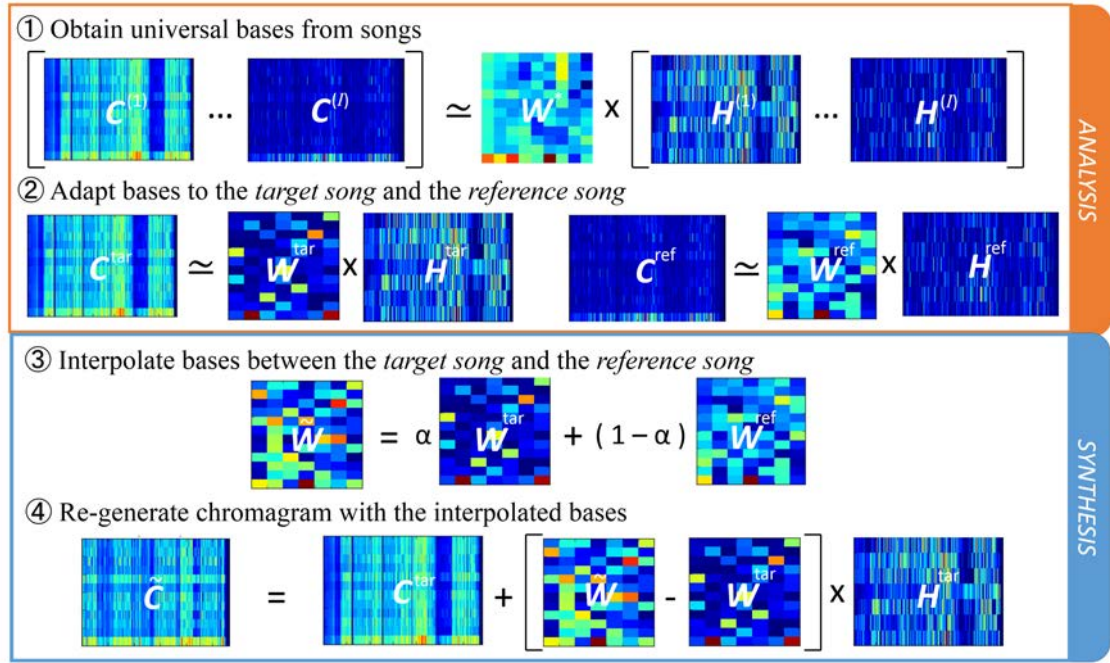 ① Obtain universal bases from songs
C(1) ... C(I) ≃ W* x H(1) ... H(I)
② Adapt bases to the target song and the reference song
Ctar ≃ Wtar x Htar Cref ≃ Wref x Href
ANALYSIS
③ Interpolate bases between the target song and the reference song
W̃ = α Wtar + (1 − α) Wref
④ Re-generate chromagram with the interpolated bases
C̃ = Ctar + [ W̃ - Wtar ] x Htar
SYNTHESIS